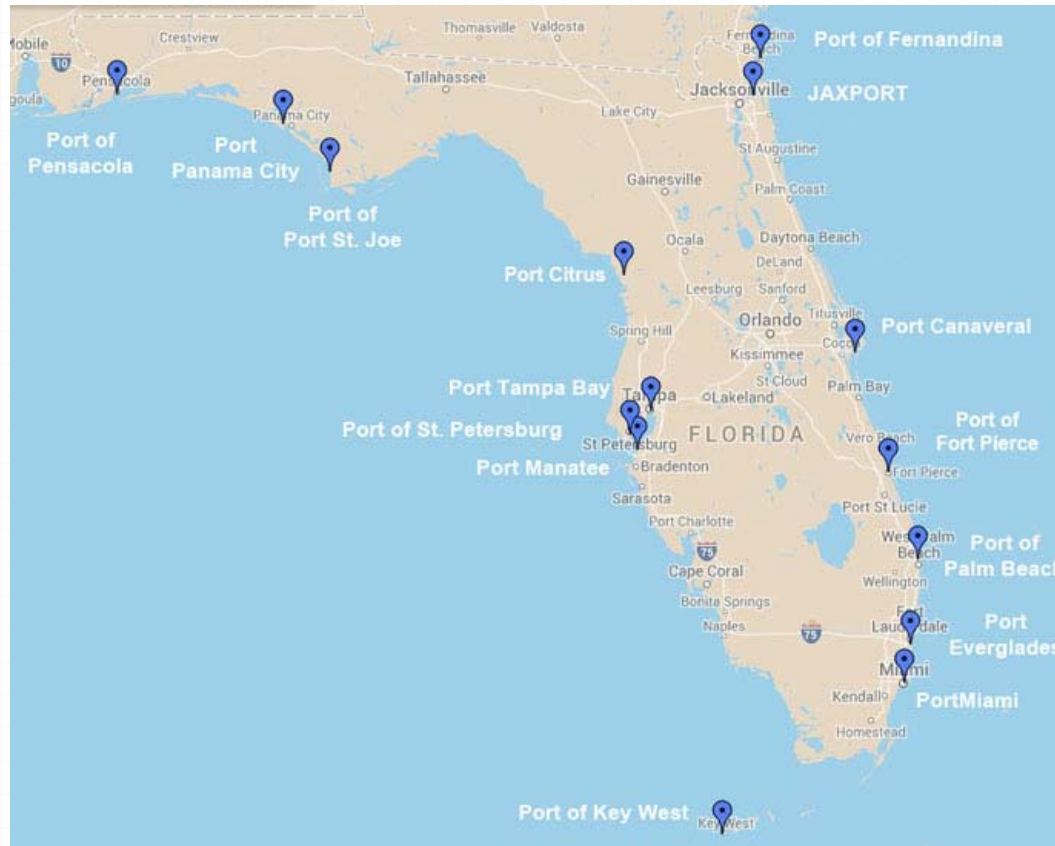 Thomasville
Valdosta
Mobile
Crestview
Fernandina
Beach
Port of Fernandina
10
Pensacola
Tallahassee
Jacksonville
JAXPORT
goula
Panama City
Lake City
Port of
Pensacola
Port
Panama City
St Augustine
Gainesville
Palm Coast
Port of
Port St. Joe
Ocala
Daytona Beach
DeLand
Port Citrus
Leesburg
Sanford
Titusville
Orlando
Port Canaveral
Spring Hill
Cocoa
Kissimmee
St Cloud
Palm Bay
Port Tampa Bay
Tampa
Lakeland
Port of St. Petersburg
St Petersburg
FLORIDA
Vero Beach
Port of
Fort Pierce
Port Manatee
Bradenton
Fort Pierce
Sarasota
Port St Lucie
Port Charlotte
75
West Palm
Beach
Port of
Palm Beach
Cape Coral
Wellington
Bonita Springs
Naples
75
Fort
Lauderdale
Port
Everglades
Miami
Kendall
PortMiami
Homestead
Port of Key West
Key West